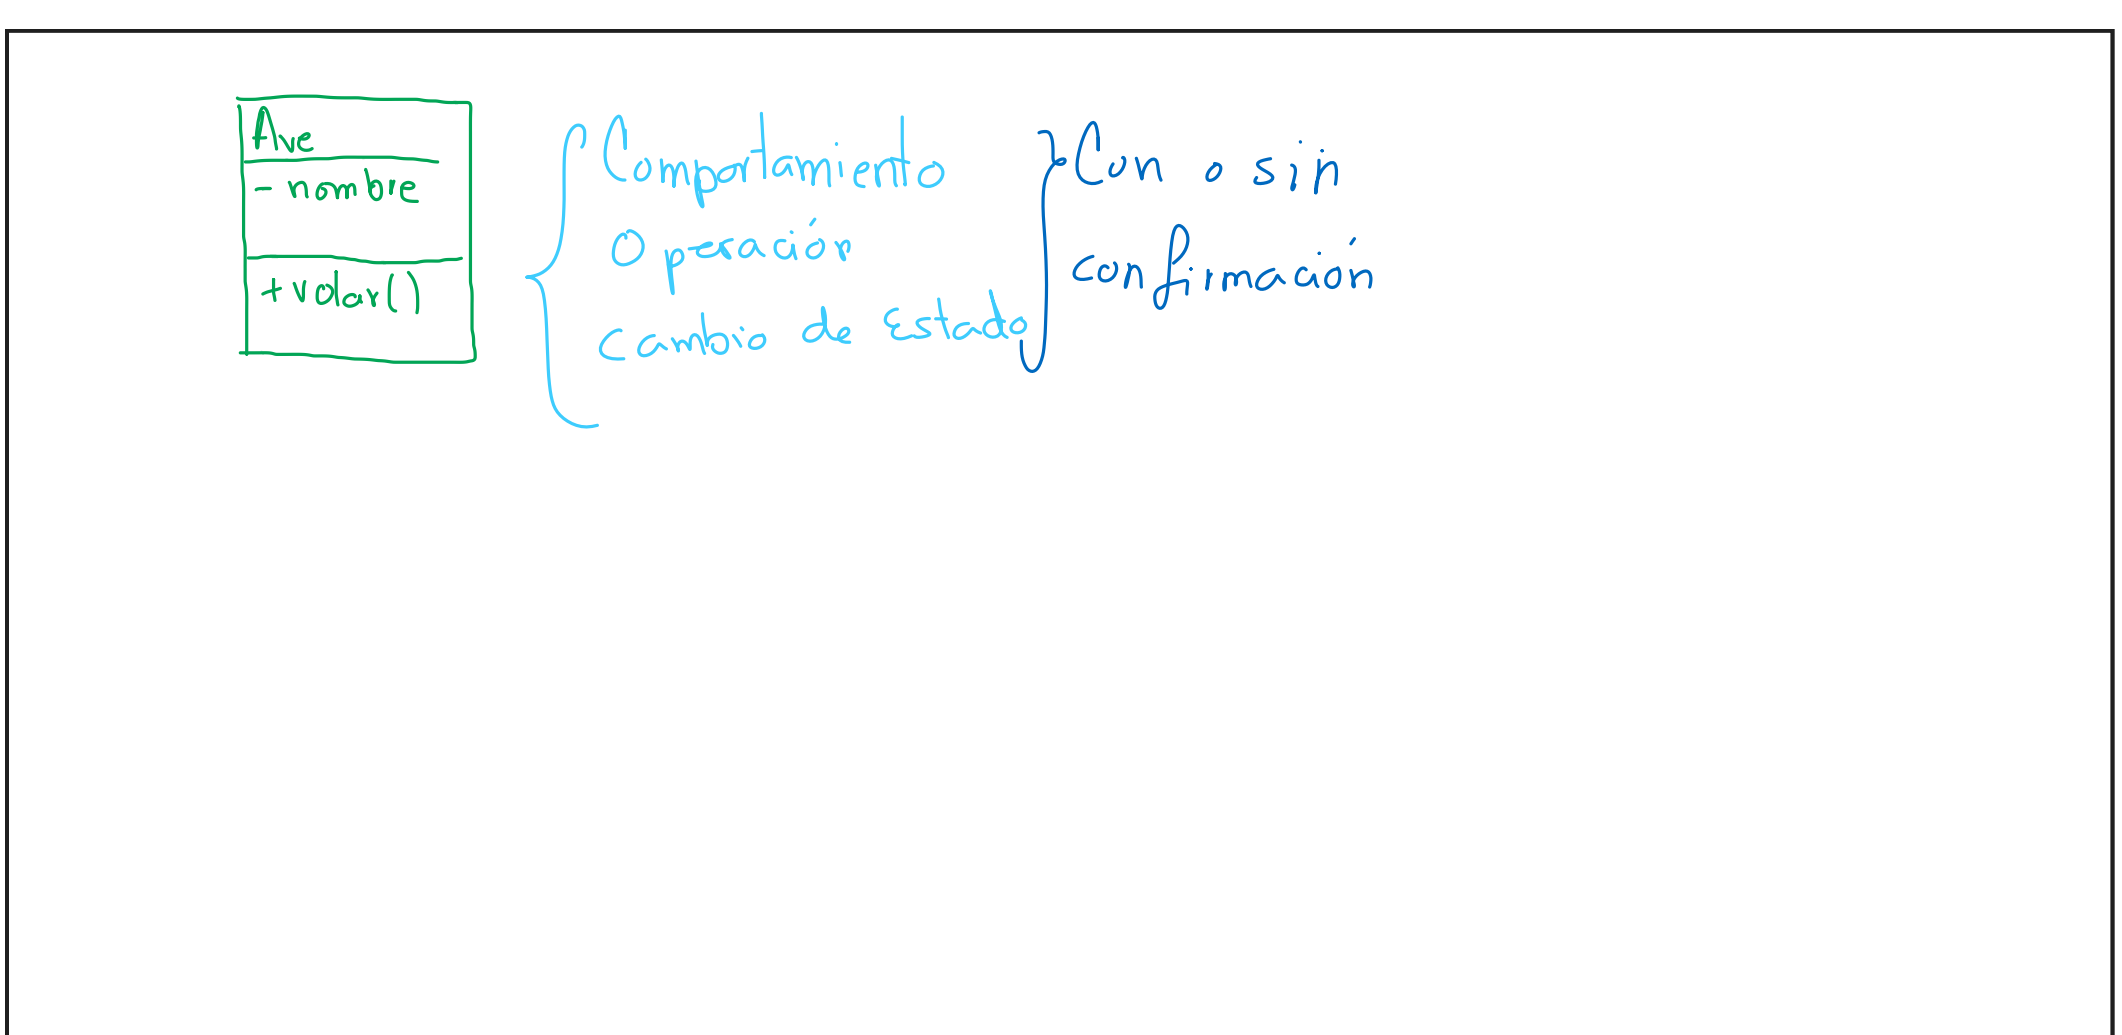 Ave
- nombre
+volar()
Comportamiento
Operación
Cambio de Estado
Con o sin
confirmación